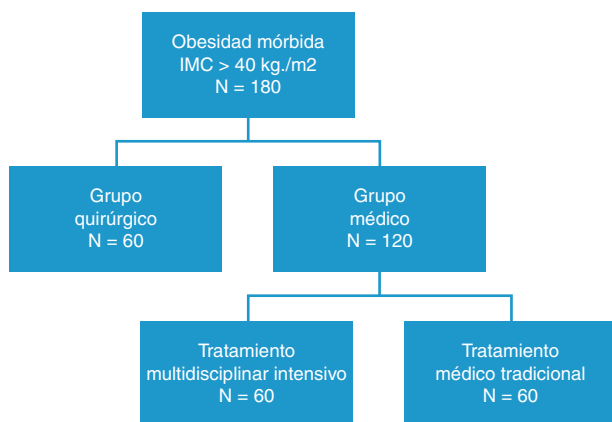 Obesidad mórbida
IMC > 40 kg./m2
N = 180
Grupo
quirúrgico
N = 60
Grupo
médico
N = 120
Tratamiento
multidisciplinar intensivo
N = 60
Tratamiento
médico tradicional
N = 60